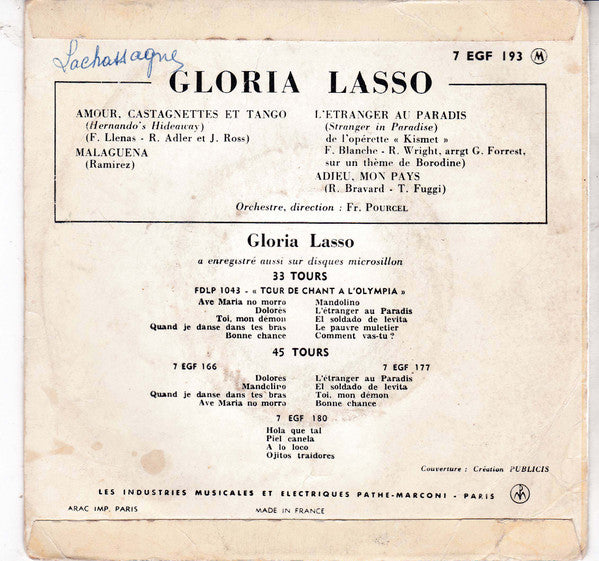 Lachassagne
7 EGF 193 M
GLORIA LASSO
AMOUR, CASTAGNETTES ET TANGO
(Hernando's Hideaway)
(F. Llenas - R. Adler et J. Ross)
MALAGUENA
(Ramirez)
L'ETRANGER AU PARADIS
(Stranger in Paradise)
de l'opérette « Kismet »
F. Blanche - R. Wright, arrgt G. Forrest,
sur un thème de Borodine)
ADIEU, MON PAYS
(R. Bravard - T. Fuggi)
Orchestre, direction : Fr. POURCEL
Gloria Lasso
a enregistré aussi sur disques microsillon
33 TOURS
FDLP 1043 - « TOUR DE CHANT A L'OLYMPIA »
Ave Maria no morro
Dolorès
Toi, mon démon
Quand je danse dans tes bras
Bonne chance
Mandolino
L'étranger au Paradis
El soldado de levita
Le pauvre muletier
Comment vas-tu ?
45 TOURS
7 EGF 166
Dolorès
Mandolino
Quand je danse dans tes bras
Ave Maria no morro
7 EGF 177
L'étranger au Paradis
El soldado de levita
Toi, mon démon
Bonne chance
7 EGF 180
Hola que tal
Piel canela
A lo loco
Ojitos traidores
Couverture : Création PUBLICIS
LES INDUSTRIES MUSICALES ET ELECTRIQUES PATHE-MARCONI - PARIS
ARAC IMP. PARIS
MADE IN FRANCE